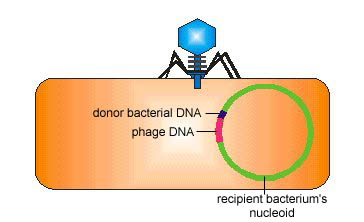 donor bacterial DNA
phage DNA
recipient bacterium's
nucleoid